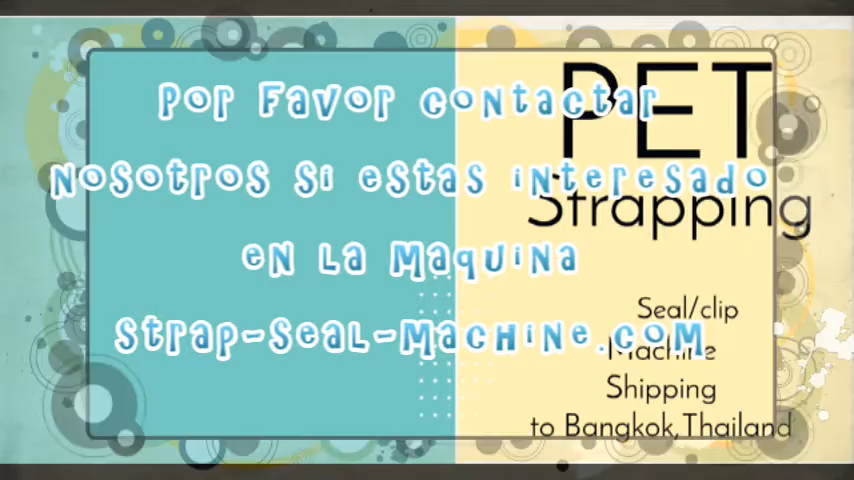 Por Favor contactar
nosotros si estas interesado
en la maquina
strap-seal-machine.com
PET
Strapping
Seal/clip
Machine
Shipping
to Bangkok,Thailand